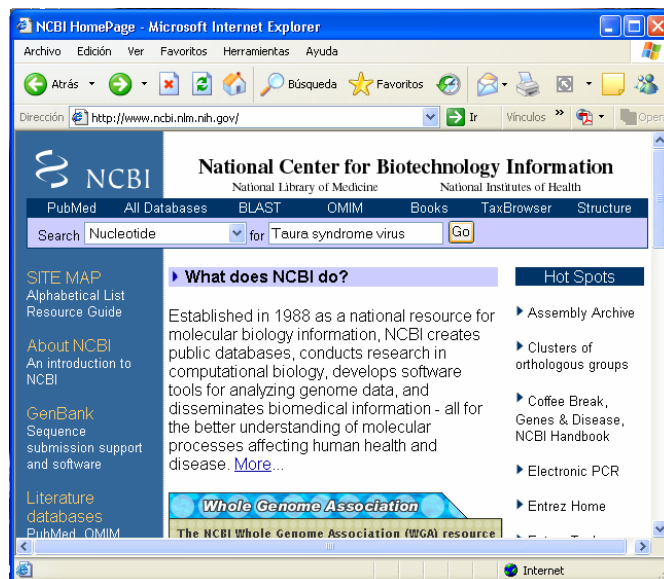 NCBI HomePage - Microsoft Internet Explorer
Archivo Edición Ver Favoritos Herramientas Ayuda
Atrás Búsqueda Favoritos
Dirección http://www.ncbi.nlm.nih.gov/ Ir Vínculos » Open
NCBI
National Center for Biotechnology Information
National Library of Medicine National Institutes of Health
PubMed All Databases BLAST OMIM Books TaxBrowser Structure
Search Nucleotide for Taura syndrome virus Go
SITE MAP
Alphabetical List
Resource Guide
About NCBI
An introduction to
NCBI
GenBank
Sequence
submission support
and software
Literature
databases
PubMed, OMIM
What does NCBI do?
Established in 1988 as a national resource for
molecular biology information, NCBI creates
public databases, conducts research in
computational biology, develops software
tools for analyzing genome data, and
disseminates biomedical information - all for
the better understanding of molecular
processes affecting human health and
disease. More...
Whole Genome Association
The NCBI Whole Genome Association (WGA) resource
Hot Spots
Assembly Archive
Clusters of
orthologous groups
Coffee Break,
Genes & Disease,
NCBI Handbook
Electronic PCR
Entrez Home
Internet